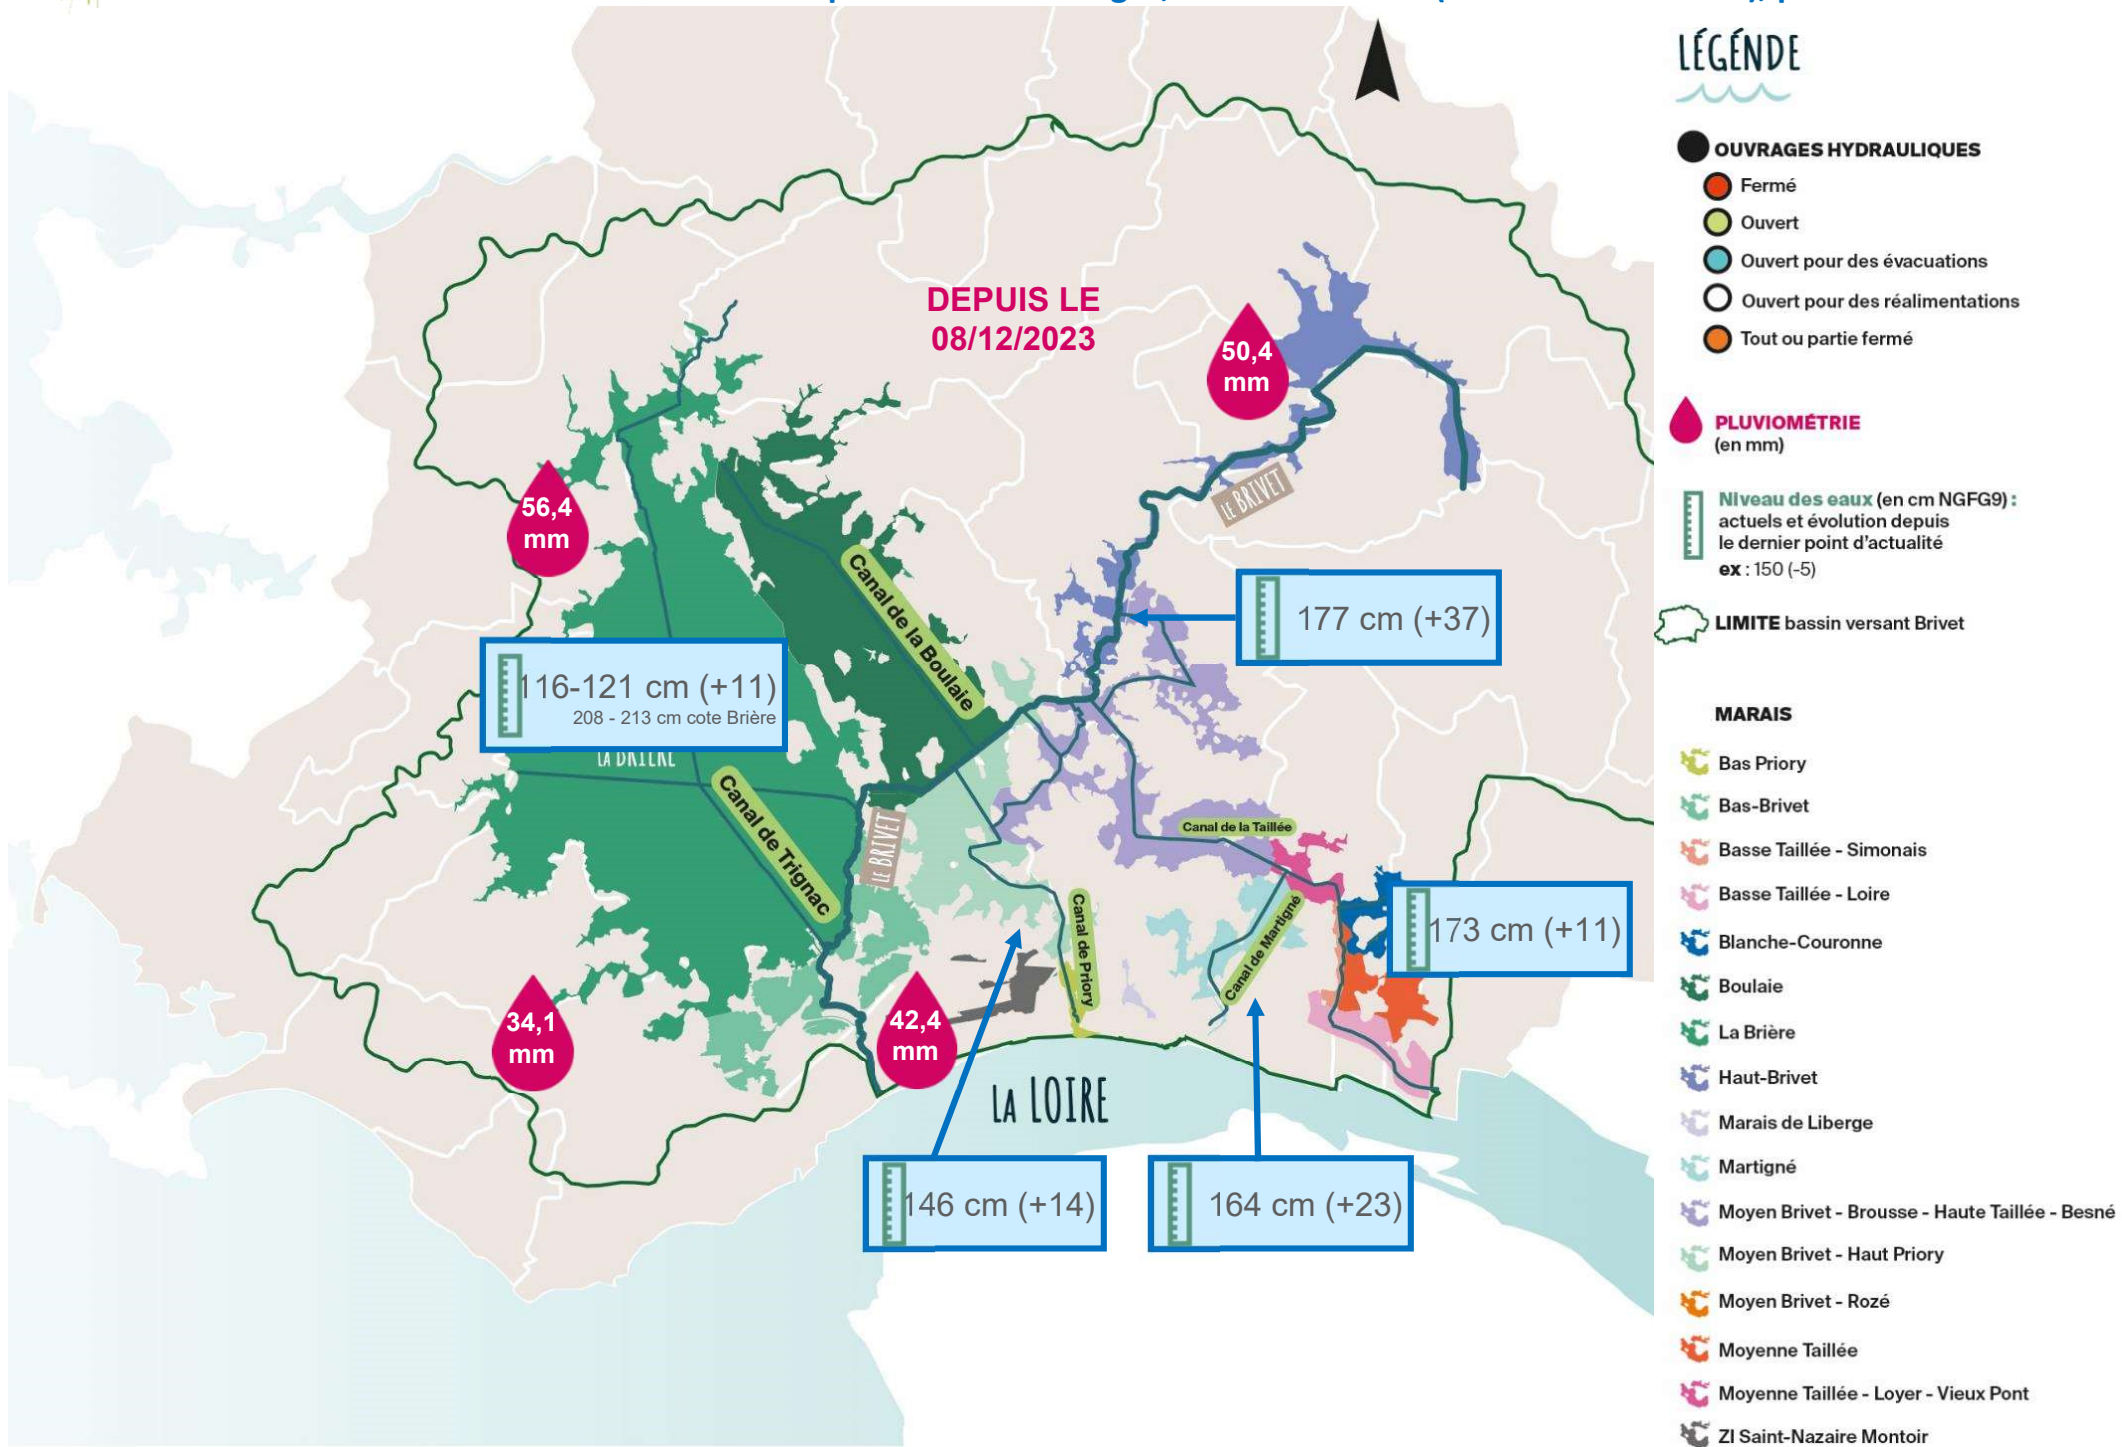 DEPUIS LE
08/12/2023
50,4
mm
56,4
mm
34,1
mm
42,4
mm
LE BRIVET
Canal de la Boulaie
177 cm (+37)
116-121 cm (+11)
208 - 213 cm cote Brière
LA BRIÈRE
Canal de Trignac
LE BRIVET
Canal de la Taillée
Canal de Priory
Canal de Martigné
173 cm (+11)
LA LOIRE
146 cm (+14)
164 cm (+23)
LÉGENDE
OUVRAGES HYDRAULIQUES
Fermé
Ouvert
Ouvert pour des évacuations
Ouvert pour des réalimentations
Tout ou partie fermé
PLUVIOMÉTRIE
(en mm)
Niveau des eaux (en cm NGFG9) :
actuels et évolution depuis
le dernier point d'actualité
ex : 150 (-5)
LIMITE bassin versant Brivet
MARAIS
Bas Priory
Bas-Brivet
Basse Taillée - Simonais
Basse Taillée - Loire
Blanche-Couronne
Boulaie
La Brière
Haut-Brivet
Marais de Liberge
Martigné
Moyen Brivet - Brousse - Haute Taillée - Besné
Moyen Brivet - Haut Priory
Moyen Brivet - Rozé
Moyenne Taillée
Moyenne Taillée - Loyer - Vieux Pont
ZI Saint-Nazaire Montoir